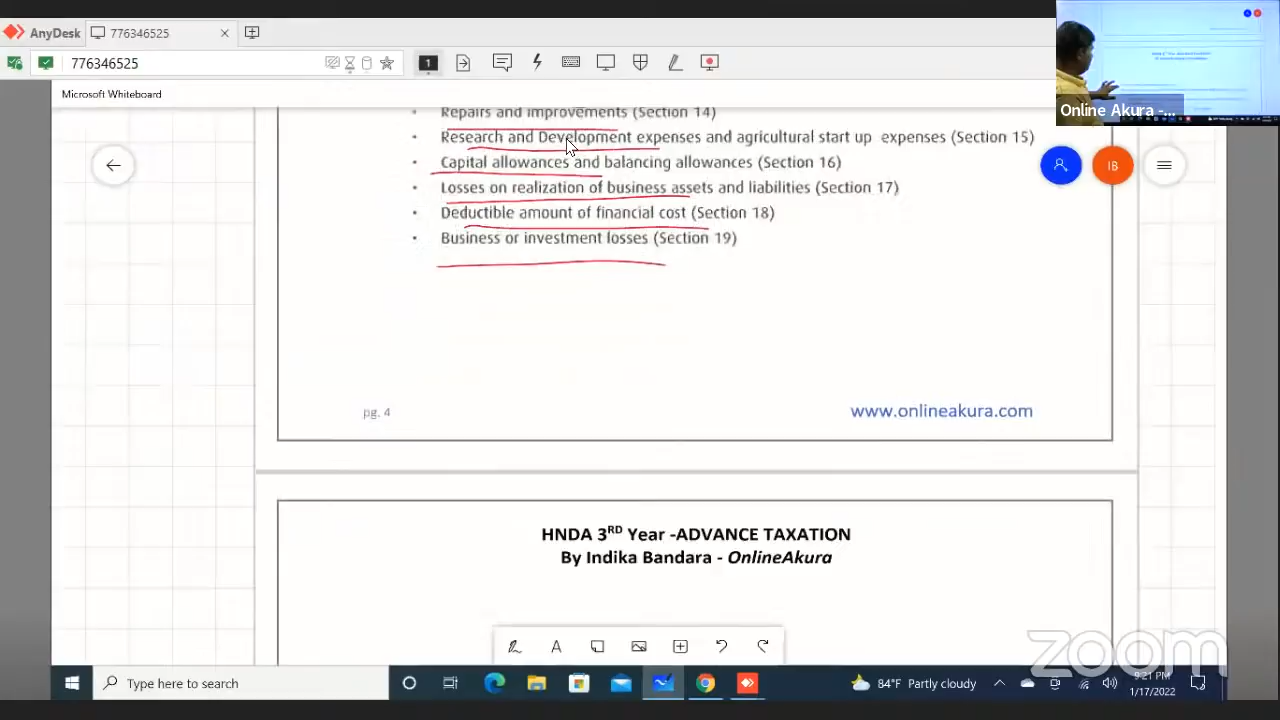 AnyDesk
776346525
776346525
1
Microsoft Whiteboard
Online Akura -...
Repairs and improvements (Section 14)
• Research and Development expenses and agricultural start up expenses (Section 15)
• Capital allowances and balancing allowances (Section 16)
• Losses on realization of business assets and liabilities (Section 17)
• Deductible amount of financial cost (Section 18)
• Business or investment losses (Section 19)
IB
pg. 4
www.onlineakura.com
HNDA 3RD Year -ADVANCE TAXATION
By Indika Bandara - OnlineAkura
A
zoom
Type here to search
84°F Partly cloudy
9:21 PM
1/17/2022